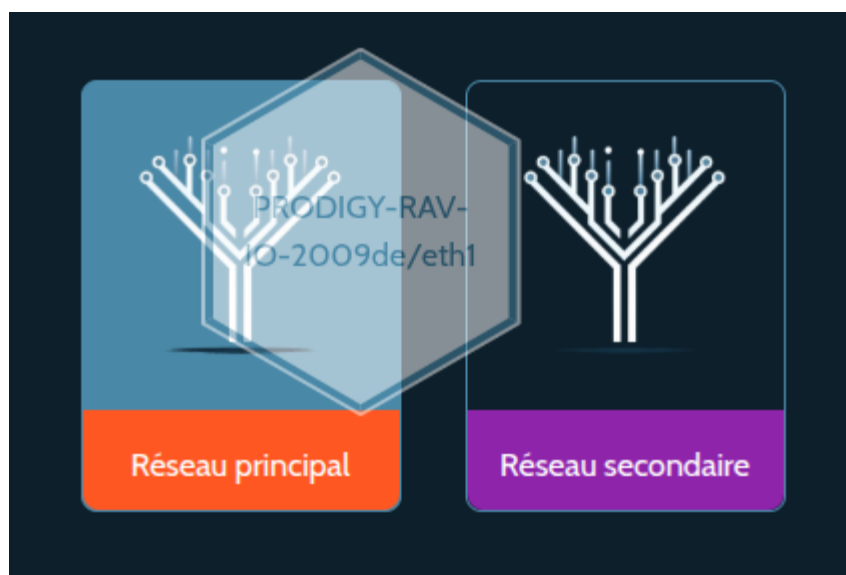 PRODIGY-RAV-
IO-2009de/eth1
Réseau principal
Réseau secondaire